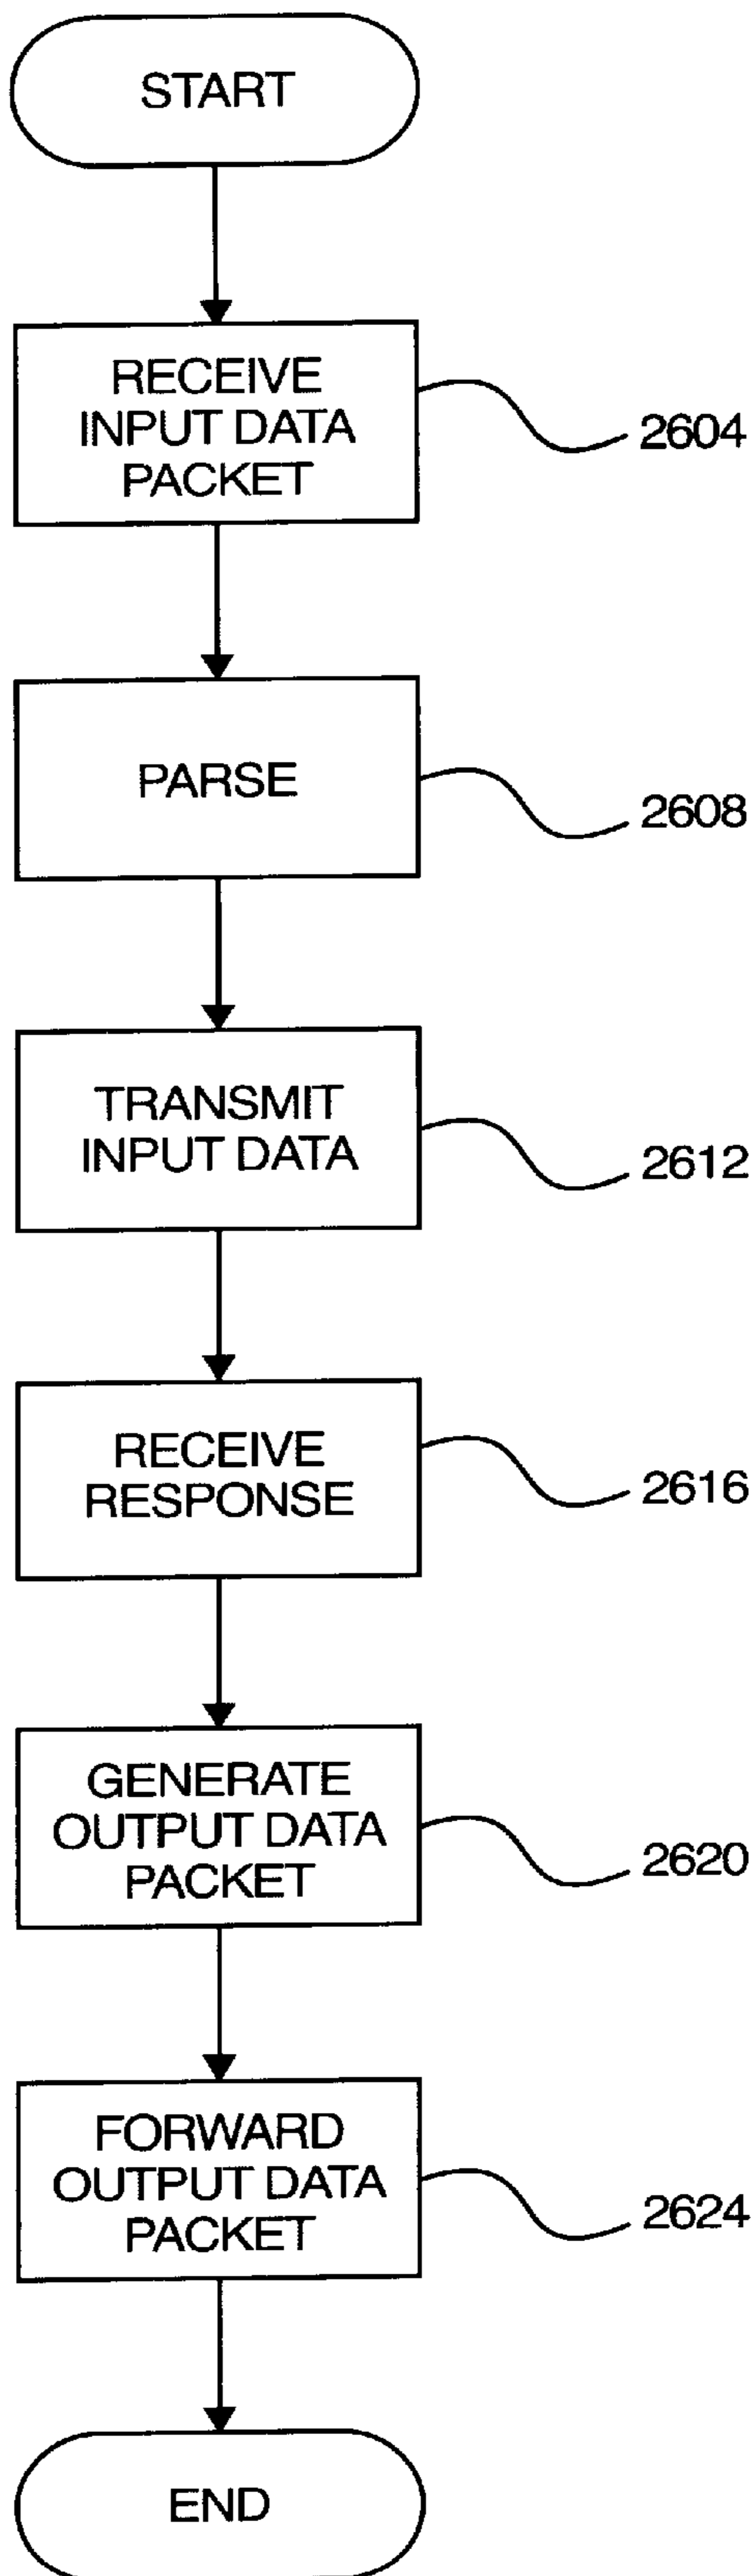 START
RECEIVE
INPUT DATA
PACKET
2604
PARSE
2608
TRANSMIT
INPUT DATA
2612
RECEIVE
RESPONSE
2616
GENERATE
OUTPUT DATA
PACKET
2620
FORWARD
OUTPUT DATA
PACKET
2624
END